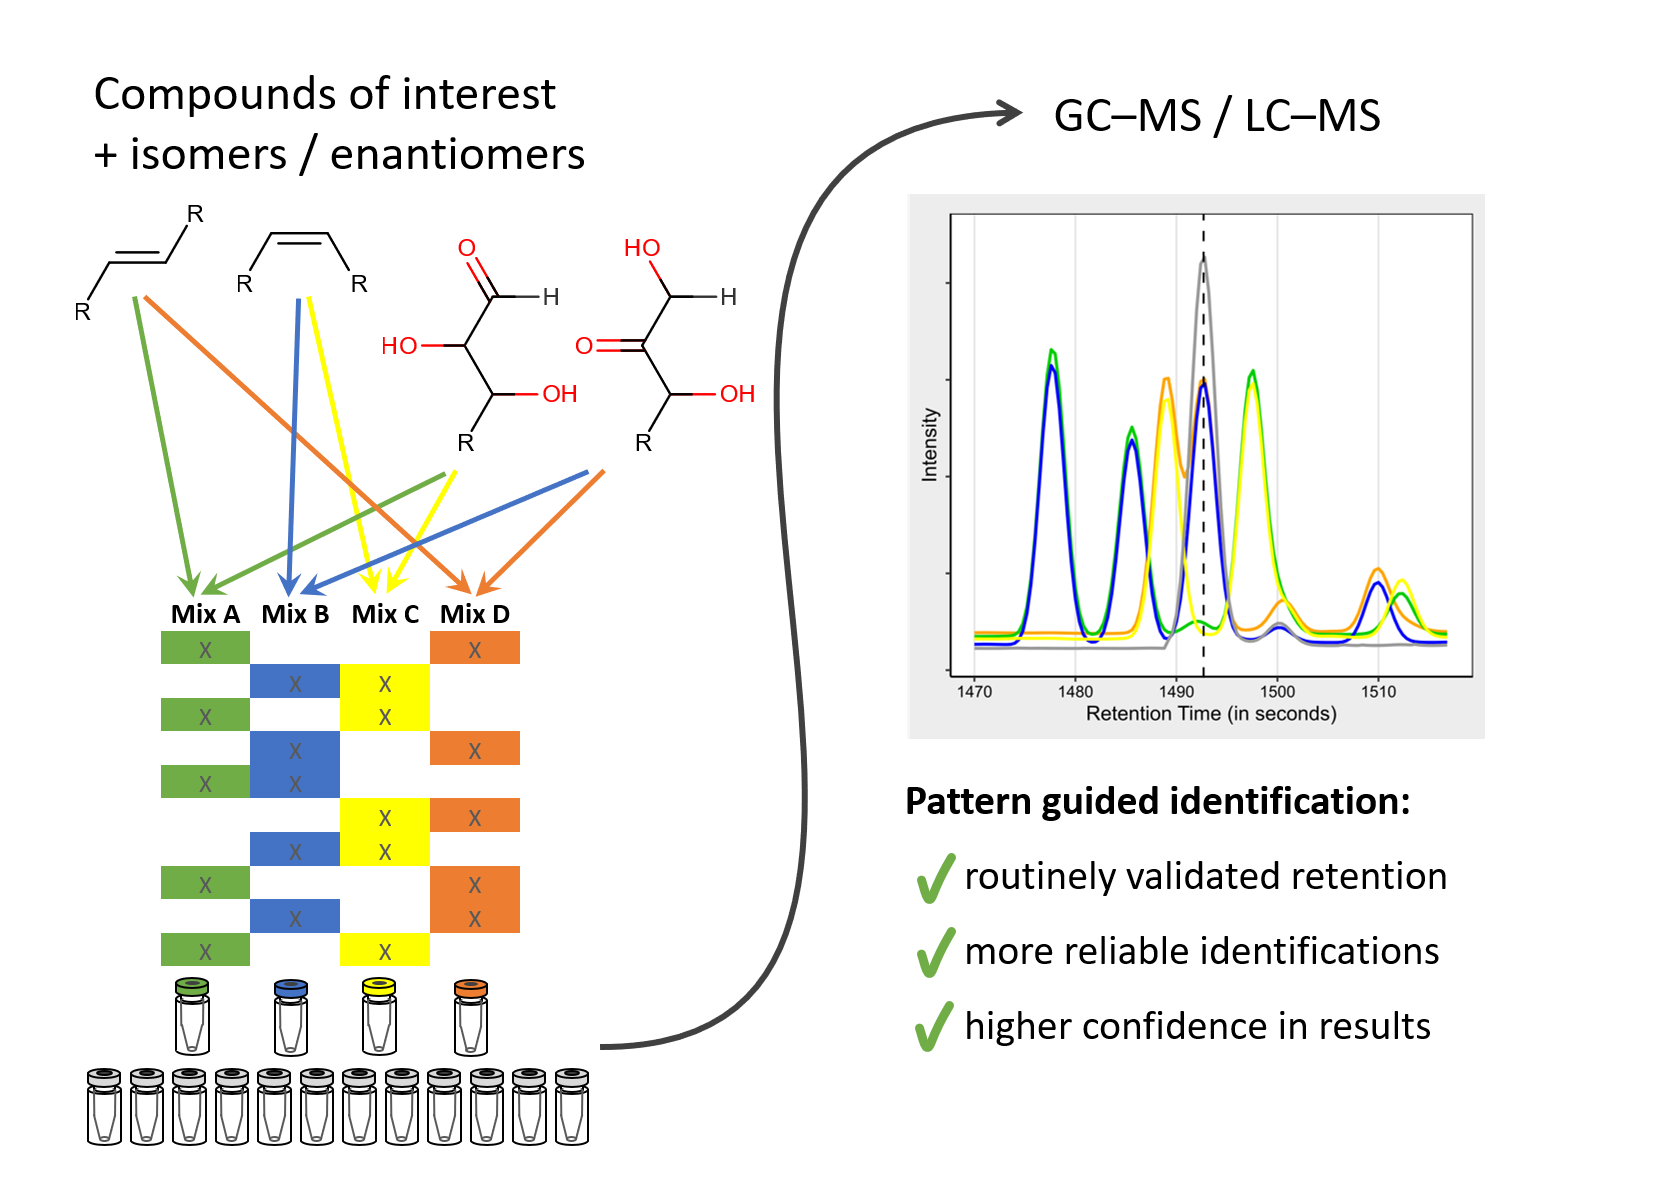 Compounds of interest
+ isomers / enantiomers
R
R
R
R
O
H
HO
OH
R
HO
H
O
OH
R
Mix A Mix B Mix C Mix D
X X
X X
X X
X X
X X
X X
X X
X X
X X
X X
GC–MS / LC–MS
Intensity
1470 1480 1490 1500 1510
Retention Time (in seconds)
Pattern guided identification:
routinely validated retention
more reliable identifications
higher confidence in results